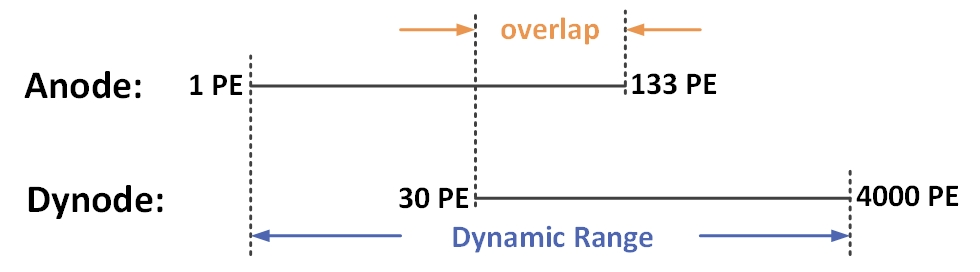 overlap
Anode: 1 PE 133 PE
Dynode: 30 PE 4000 PE
Dynamic Range